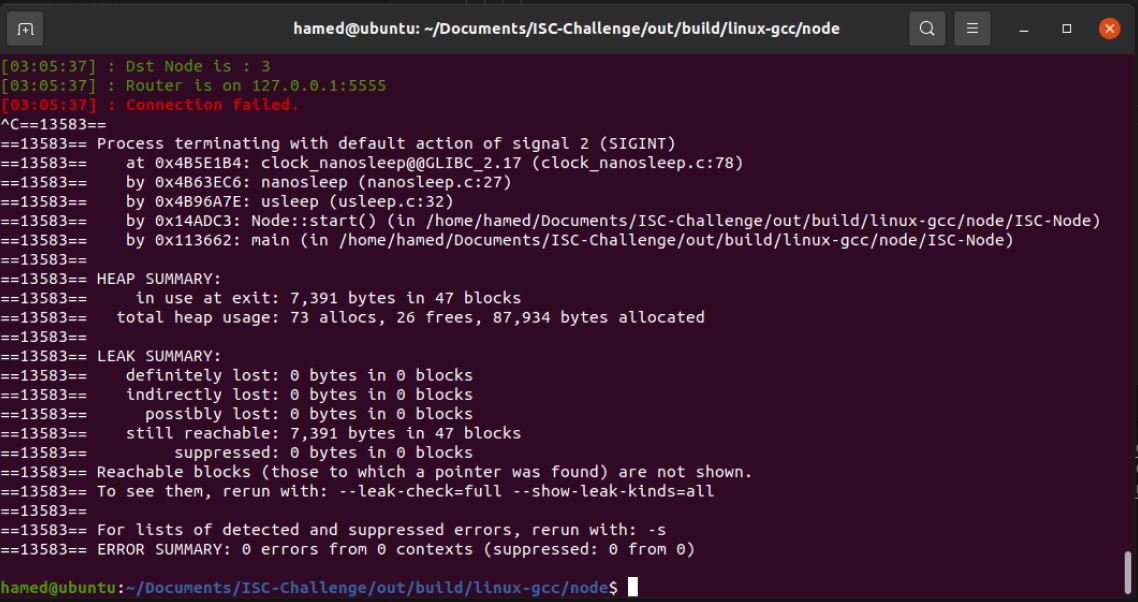 hamed@ubuntu: ~/Documents/ISC-Challenge/out/build/linux-gcc/node
[03:05:37] : Dst Node is : 3
[03:05:37] : Router is on 127.0.0.1:5555
[03:05:37] : Connection failed.
^C==13583==
==13583== Process terminating with default action of signal 2 (SIGINT)
==13583==    at 0x4B5E1B4: clock_nanosleep@@GLIBC_2.17 (clock_nanosleep.c:78)
==13583==    by 0x4B63EC6: nanosleep (nanosleep.c:27)
==13583==    by 0x4B96A7E: usleep (usleep.c:32)
==13583==    by 0x14ADC3: Node::start() (in /home/hamed/Documents/ISC-Challenge/out/build/linux-gcc/node/ISC-Node)
==13583==    by 0x113662: main (in /home/hamed/Documents/ISC-Challenge/out/build/linux-gcc/node/ISC-Node)
==13583==
==13583== HEAP SUMMARY:
==13583==     in use at exit: 7,391 bytes in 47 blocks
==13583==   total heap usage: 73 allocs, 26 frees, 87,934 bytes allocated
==13583==
==13583== LEAK SUMMARY:
==13583==    definitely lost: 0 bytes in 0 blocks
==13583==    indirectly lost: 0 bytes in 0 blocks
==13583==      possibly lost: 0 bytes in 0 blocks
==13583==    still reachable: 7,391 bytes in 47 blocks
==13583==         suppressed: 0 bytes in 0 blocks
==13583== Reachable blocks (those to which a pointer was found) are not shown.
==13583== To see them, rerun with: --leak-check=full --show-leak-kinds=all
==13583==
==13583== For lists of detected and suppressed errors, rerun with: -s
==13583== ERROR SUMMARY: 0 errors from 0 contexts (suppressed: 0 from 0)
hamed@ubuntu:~/Documents/ISC-Challenge/out/build/linux-gcc/node$